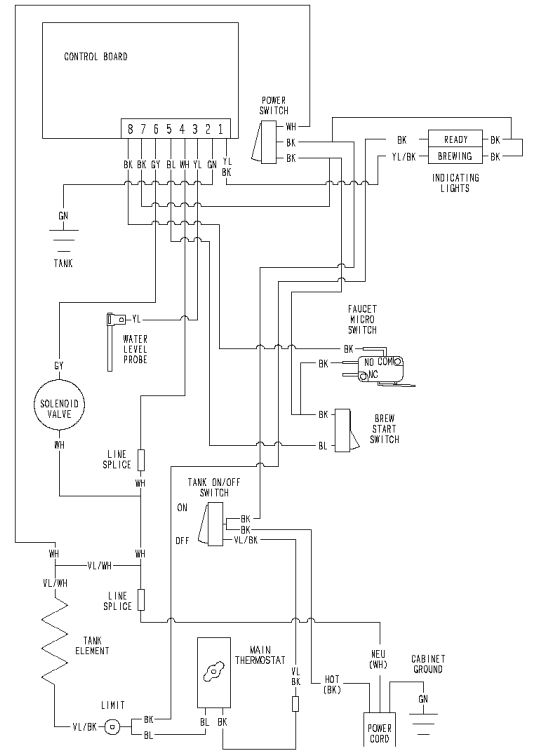 CONTROL BOARD
8 7 6 5 4 3 2 1
BK BK GY BL WH YL GN YL
BK
POWER
SWITCH
WH
BK
BK
BK
READY
BK
YL/BK
BREWING
BK
INDICATING
LIGHTS
GN
TANK
YL
WATER
LEVEL
PROBE
FAUCET
MICRO
SWITCH
BK
NO COM
BK
NC
GY
SOLENOID
VALVE
WH
BK
BL
BREW
START
SWITCH
LINE
SPLICE
WH
TANK ON/OFF
SWITCH
ON
OFF
BK
BK
VL/BK
WH
VL/WH
WH
VL/WH
LINE
SPLICE
TANK
ELEMENT
MAIN
THERMOSTAT
VL
BK
HOT
(BK)
NEU
(WH)
CABINET
GROUND
GN
LIMIT
VL/BK
BK
BL
BL
BK
POWER
CORD